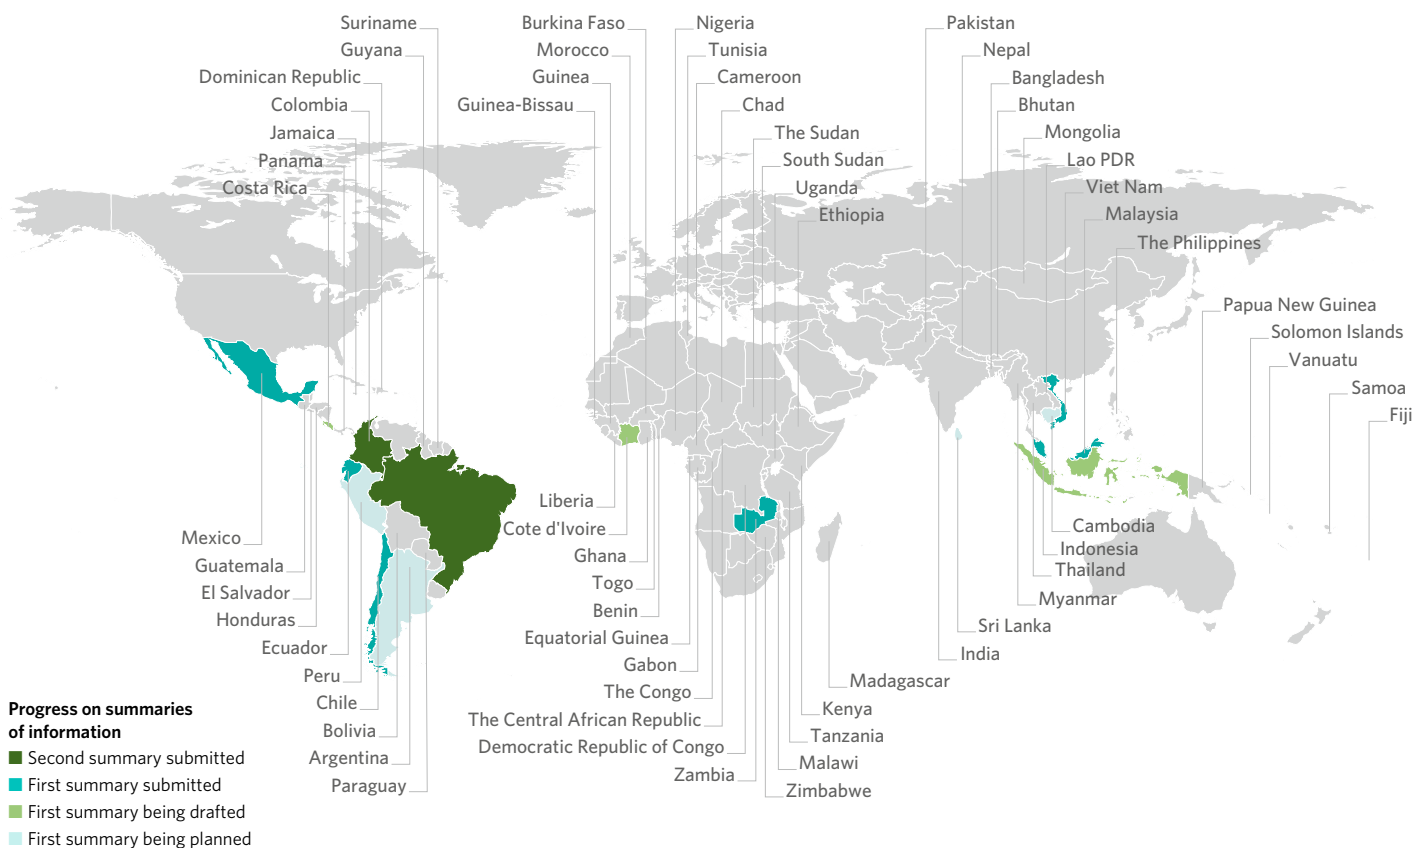 Suriname
Guyana
Dominican Republic
Colombia
Jamaica
Panama
Costa Rica
Burkina Faso
Morocco
Guinea
Guinea-Bissau
Nigeria
Tunisia
Cameroon
Chad
The Sudan
South Sudan
Uganda
Ethiopia
Pakistan
Nepal
Bangladesh
Bhutan
Mongolia
Lao PDR
Viet Nam
Malaysia
The Philippines
Papua New Guinea
Solomon Islands
Vanuatu
Samoa
Fiji
Mexico
Guatemala
El Salvador
Honduras
Ecuador
Peru
Chile
Bolivia
Argentina
Paraguay
Liberia
Cote d'Ivoire
Ghana
Togo
Benin
Equatorial Guinea
Gabon
The Congo
The Central African Republic
Democratic Republic of Congo
Zambia
Madagascar
Kenya
Tanzania
Malawi
Zimbabwe
Cambodia
Indonesia
Thailand
Myanmar
Sri Lanka
India
Progress on summaries
of information
Second summary submitted
First summary submitted
First summary being drafted
First summary being planned